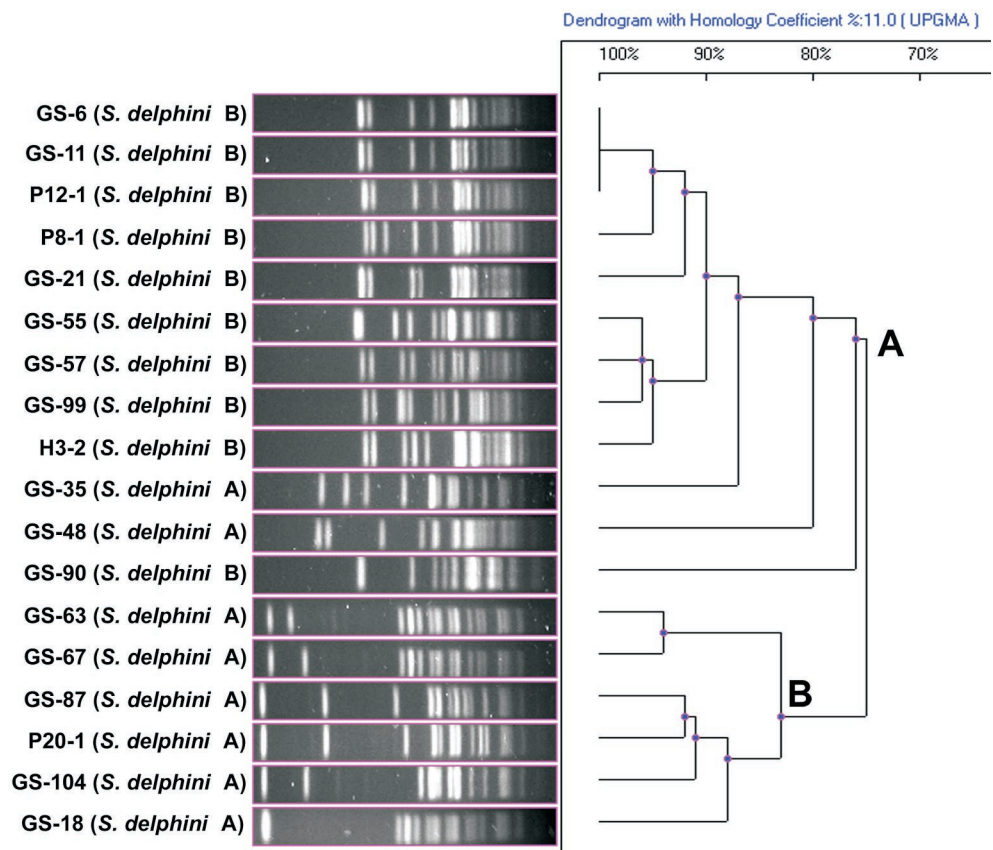 Dendrogram with Homology Coefficient %:11.0 ( UPGMA )
100% 90% 80% 70%
GS-6 (S. delphini B)
GS-11 (S. delphini B)
P12-1 (S. delphini B)
P8-1 (S. delphini B)
GS-21 (S. delphini B)
GS-55 (S. delphini B)
GS-57 (S. delphini B)
GS-99 (S. delphini B)
H3-2 (S. delphini B)
GS-35 (S. delphini A)
GS-48 (S. delphini A)
GS-90 (S. delphini B)
GS-63 (S. delphini A)
GS-67 (S. delphini A)
GS-87 (S. delphini A)
P20-1 (S. delphini A)
GS-104 (S. delphini A)
GS-18 (S. delphini A)
A
B